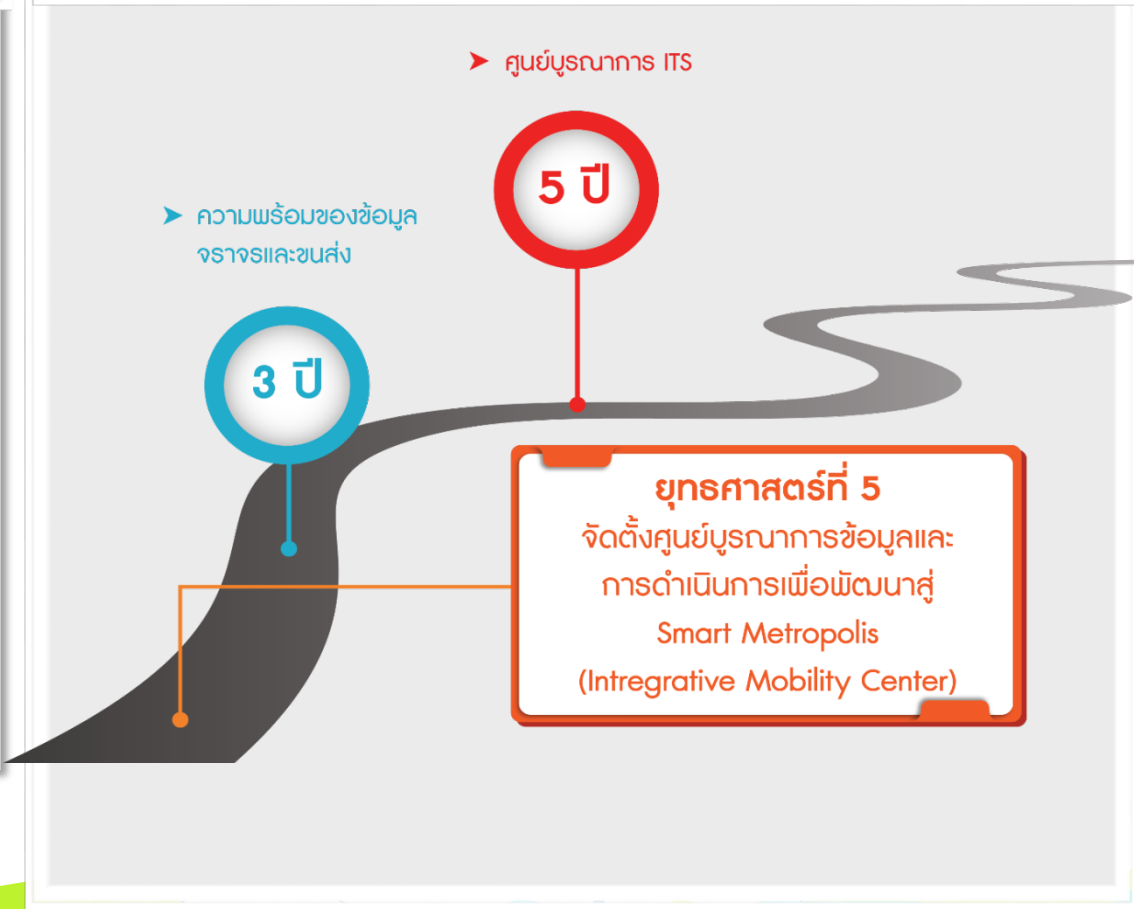 ➤ ศูนย์บูรณาการ ITS
5 ปี
➤ ความพร้อมของข้อมูล
จราจรและขนส่ง
3 ปี
ยุทธศาสตร์ที่ 5
จัดตั้งศูนย์บูรณาการข้อมูลและ
การดำเนินการเพื่อพัฒนาสู่
Smart Metropolis
(Intregrative Mobility Center)